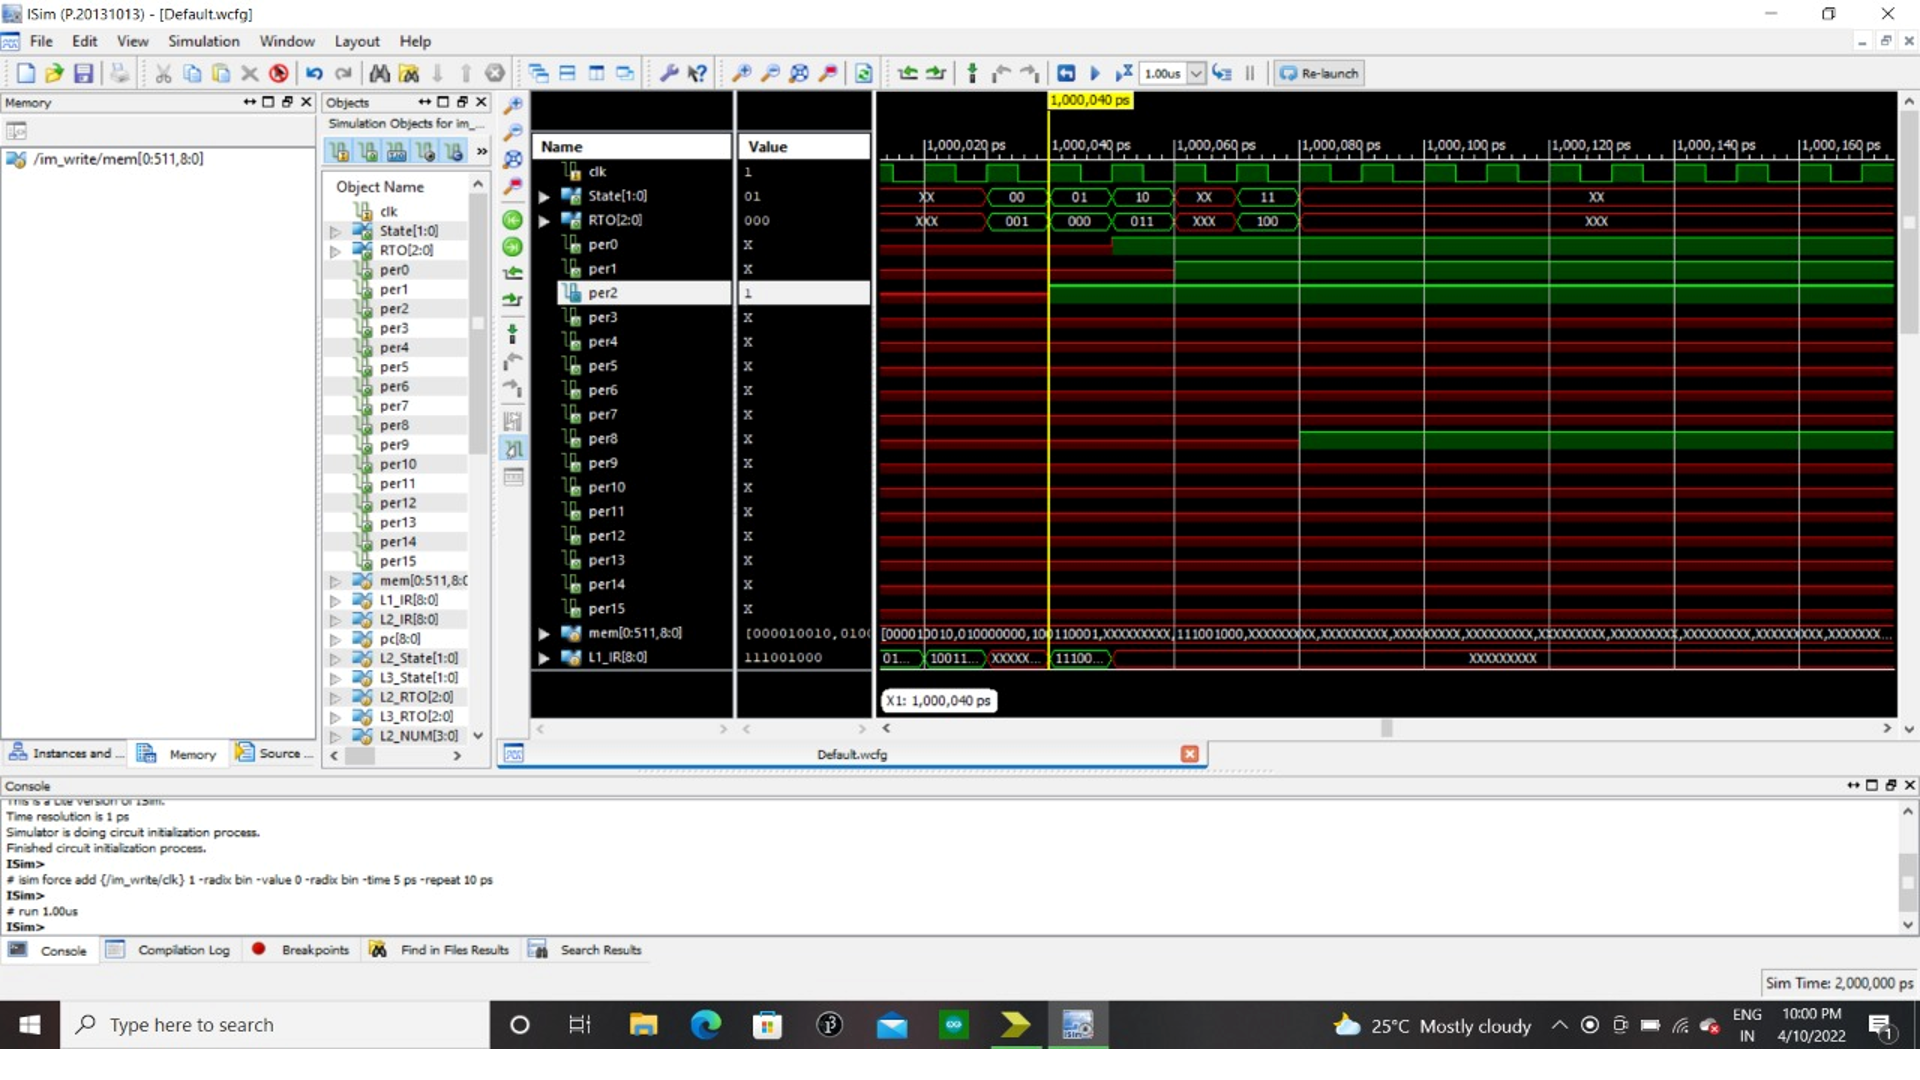 ISim (P.20131013) - [Default.wcfg]
File Edit View Simulation Window Layout Help
1.00us Re-launch
Memory
/im_write/mem[0:511,8:0]
Instances and ... Memory Source ...
Objects
Simulation Objects for im_...
»
Object Name
clk
State[1:0]
RTO[2:0]
per0
per1
per2
per3
per4
per5
per6
per7
per8
per9
per10
per11
per12
per13
per14
per15
mem[0:511,8:0
L1_IR[8:0]
L2_IR[8:0]
pc[8:0]
L2_State[1:0]
L3_State[1:0]
L2_RTO[2:0]
L3_RTO[2:0]
L2_NUM[3:0]
1,000,040 ps
Name Value 1,000,020 ps 1,000,040 ps 1,000,060 ps 1,000,080 ps 1,000,100 ps 1,000,120 ps 1,000,140 ps 1,000,160 ps
clk 1
State[1:0] 01 XX 00 01 10 XX 11 XX
RTO[2:0] 000 XXX 001 000 011 XXX 100 XXX
per0 X
per1 X
per2 1
per3 X
per4 X
per5 X
per6 X
per7 X
per8 X
per9 X
per10 X
per11 X
per12 X
per13 X
per14 X
per15 X
mem[0:511,8:0] [000010010,010( [000010010,010000000,100110001,XXXXXXXXX,111001000,XXXXXXXXX,XXXXXXXXX,XXXXXXXXX,XXXXXXXXX,XXXXXXXXX,XXXXXXXXX,XXXXXXXXX,XXXXXXX...
L1_IR[8:0] 111001000 01... 10011... XXXXX... 11100... XXXXXXXXX
X1: 1,000,040 ps
Default.wcfg
Console
This is a Lite version of ISim.
Time resolution is 1 ps
Simulator is doing circuit initialization process.
Finished circuit initialization process.
ISim>
# isim force add {/im_write/clk} 1 -radix bin -value 0 -radix bin -time 5 ps -repeat 10 ps
ISim>
# run 1.00us
ISim>
Console Compilation Log Breakpoints Find in Files Results Search Results
Sim Time: 2,000,000 ps
Type here to search
25°C Mostly cloudy
ENG
IN
10:00 PM
4/10/2022
1